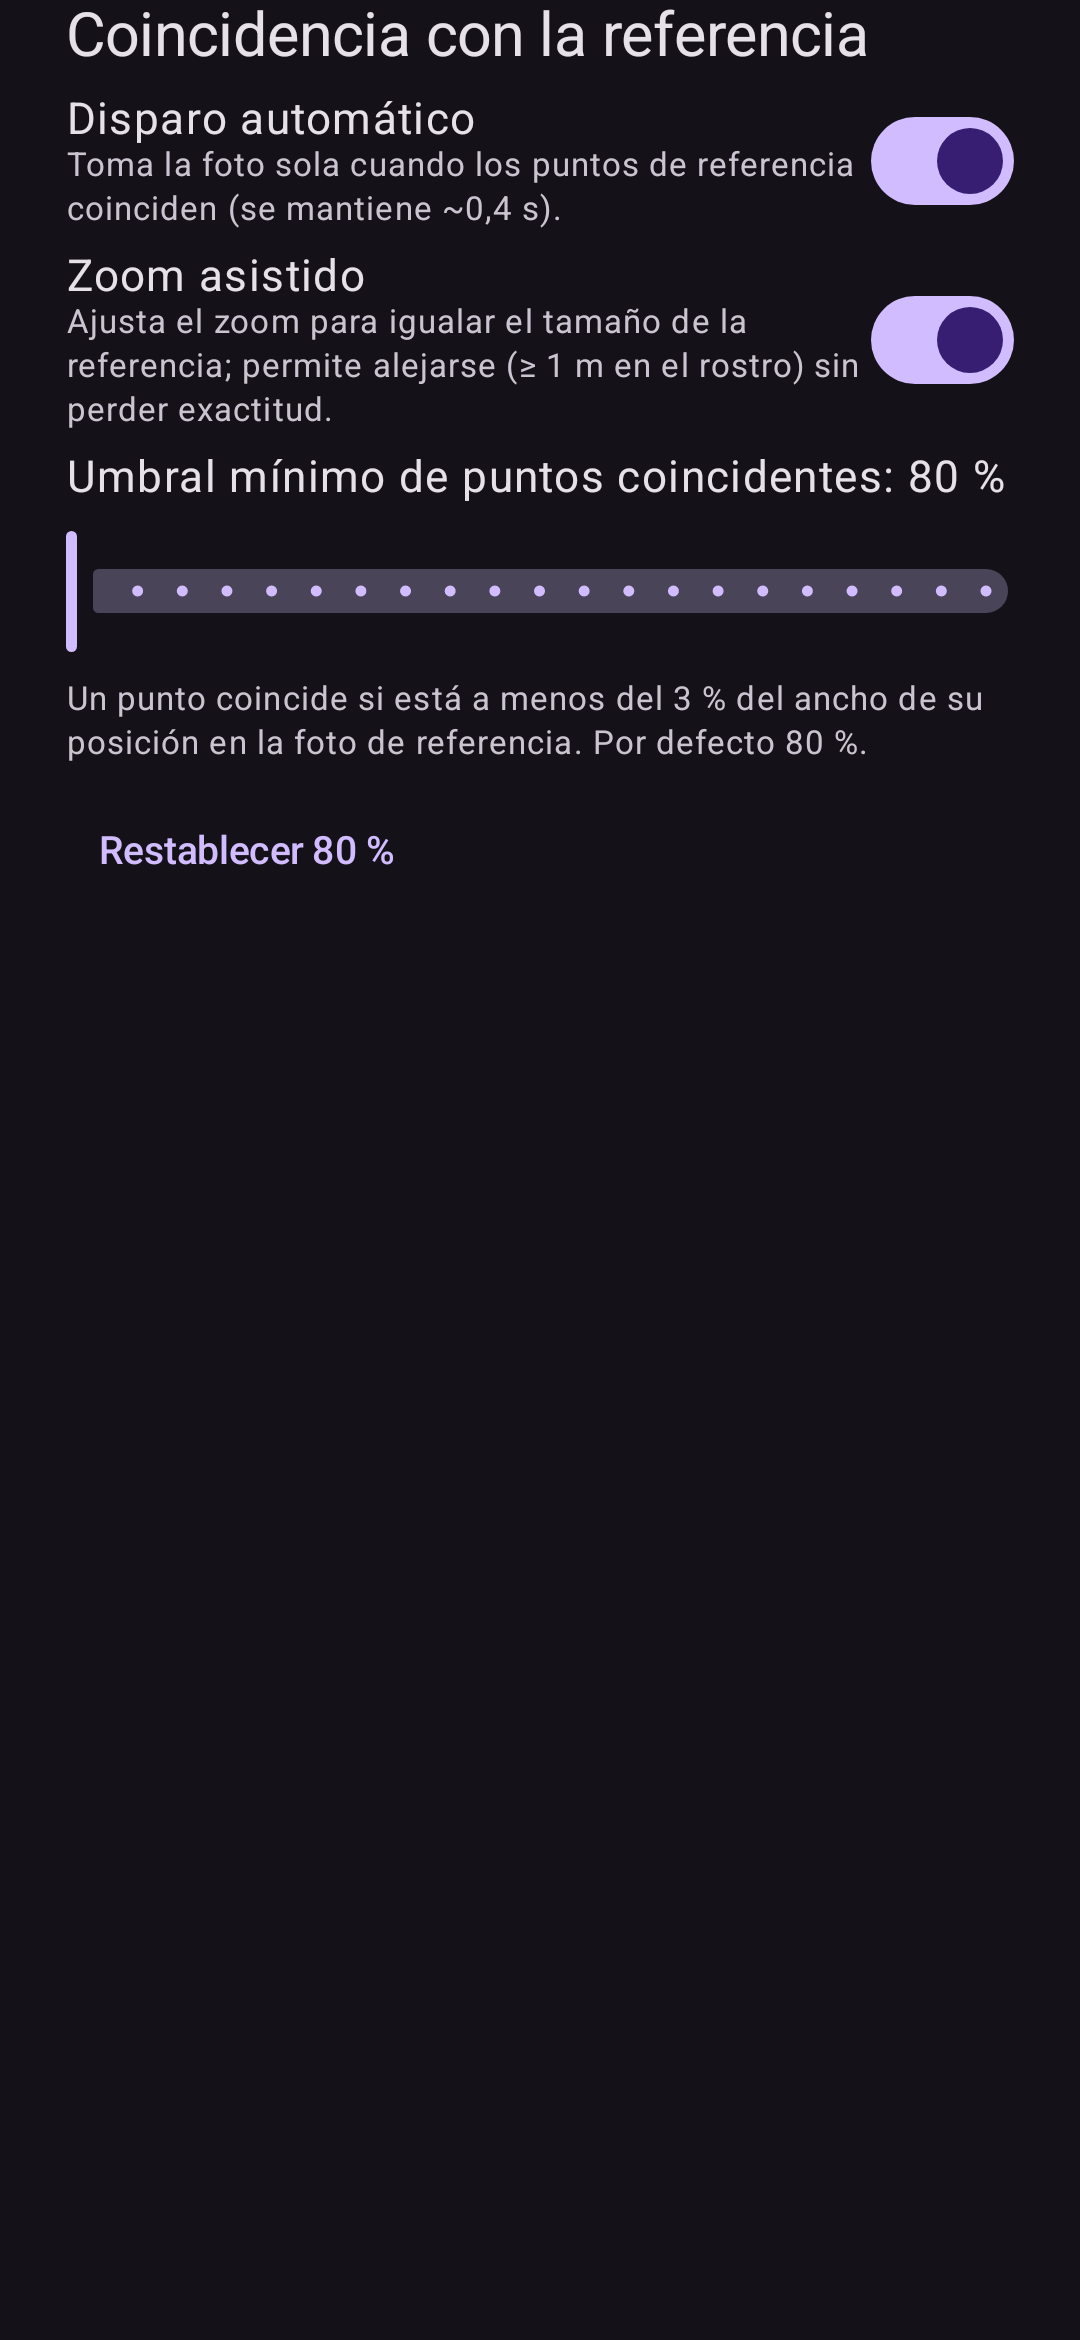 Coincidencia con la referencia
Disparo automático
Toma la foto sola cuando los puntos de referencia
coinciden (se mantiene ~0,4 s).
Zoom asistido
Ajusta el zoom para igualar el tamaño de la
referencia; permite alejarse (≥ 1 m en el rostro) sin
perder exactitud.
Umbral mínimo de puntos coincidentes: 80 %
Un punto coincide si está a menos del 3 % del ancho de su
posición en la foto de referencia. Por defecto 80 %.
Restablecer 80 %